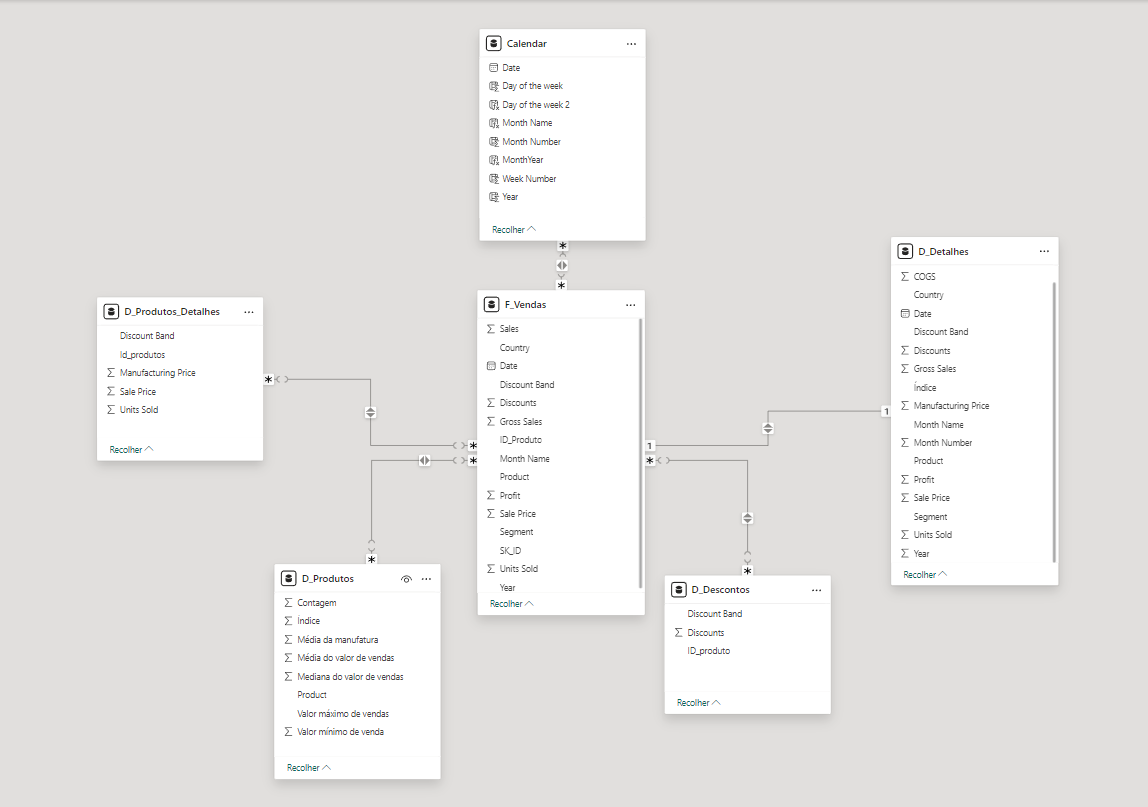 Calendar
Date
Day of the week
Day of the week 2
Month Name
Month Number
MonthYear
Week Number
Year
Recolher
*
*
D_Produtos_Detalhes
Discount Band
Id_produtos
Manufacturing Price
Sale Price
Units Sold
Recolher
*
F_Vendas
Sales
Country
Date
Discount Band
Discounts
Gross Sales
ID_Produto
Month Name
Product
Profit
Sale Price
Segment
SK_ID
Units Sold
Year
Recolher
*
*
1
*
D_Detalhes
COGS
Country
Date
Discount Band
Discounts
Gross Sales
Índice
Manufacturing Price
Month Name
Month Number
Product
Profit
Sale Price
Segment
Units Sold
Year
Recolher
1
*
D_Produtos
Contagem
Índice
Média da manufatura
Média do valor de vendas
Mediana do valor de vendas
Product
Valor máximo de vendas
Valor mínimo de venda
Recolher
*
D_Descontos
Discount Band
Discounts
ID_produto
Recolher